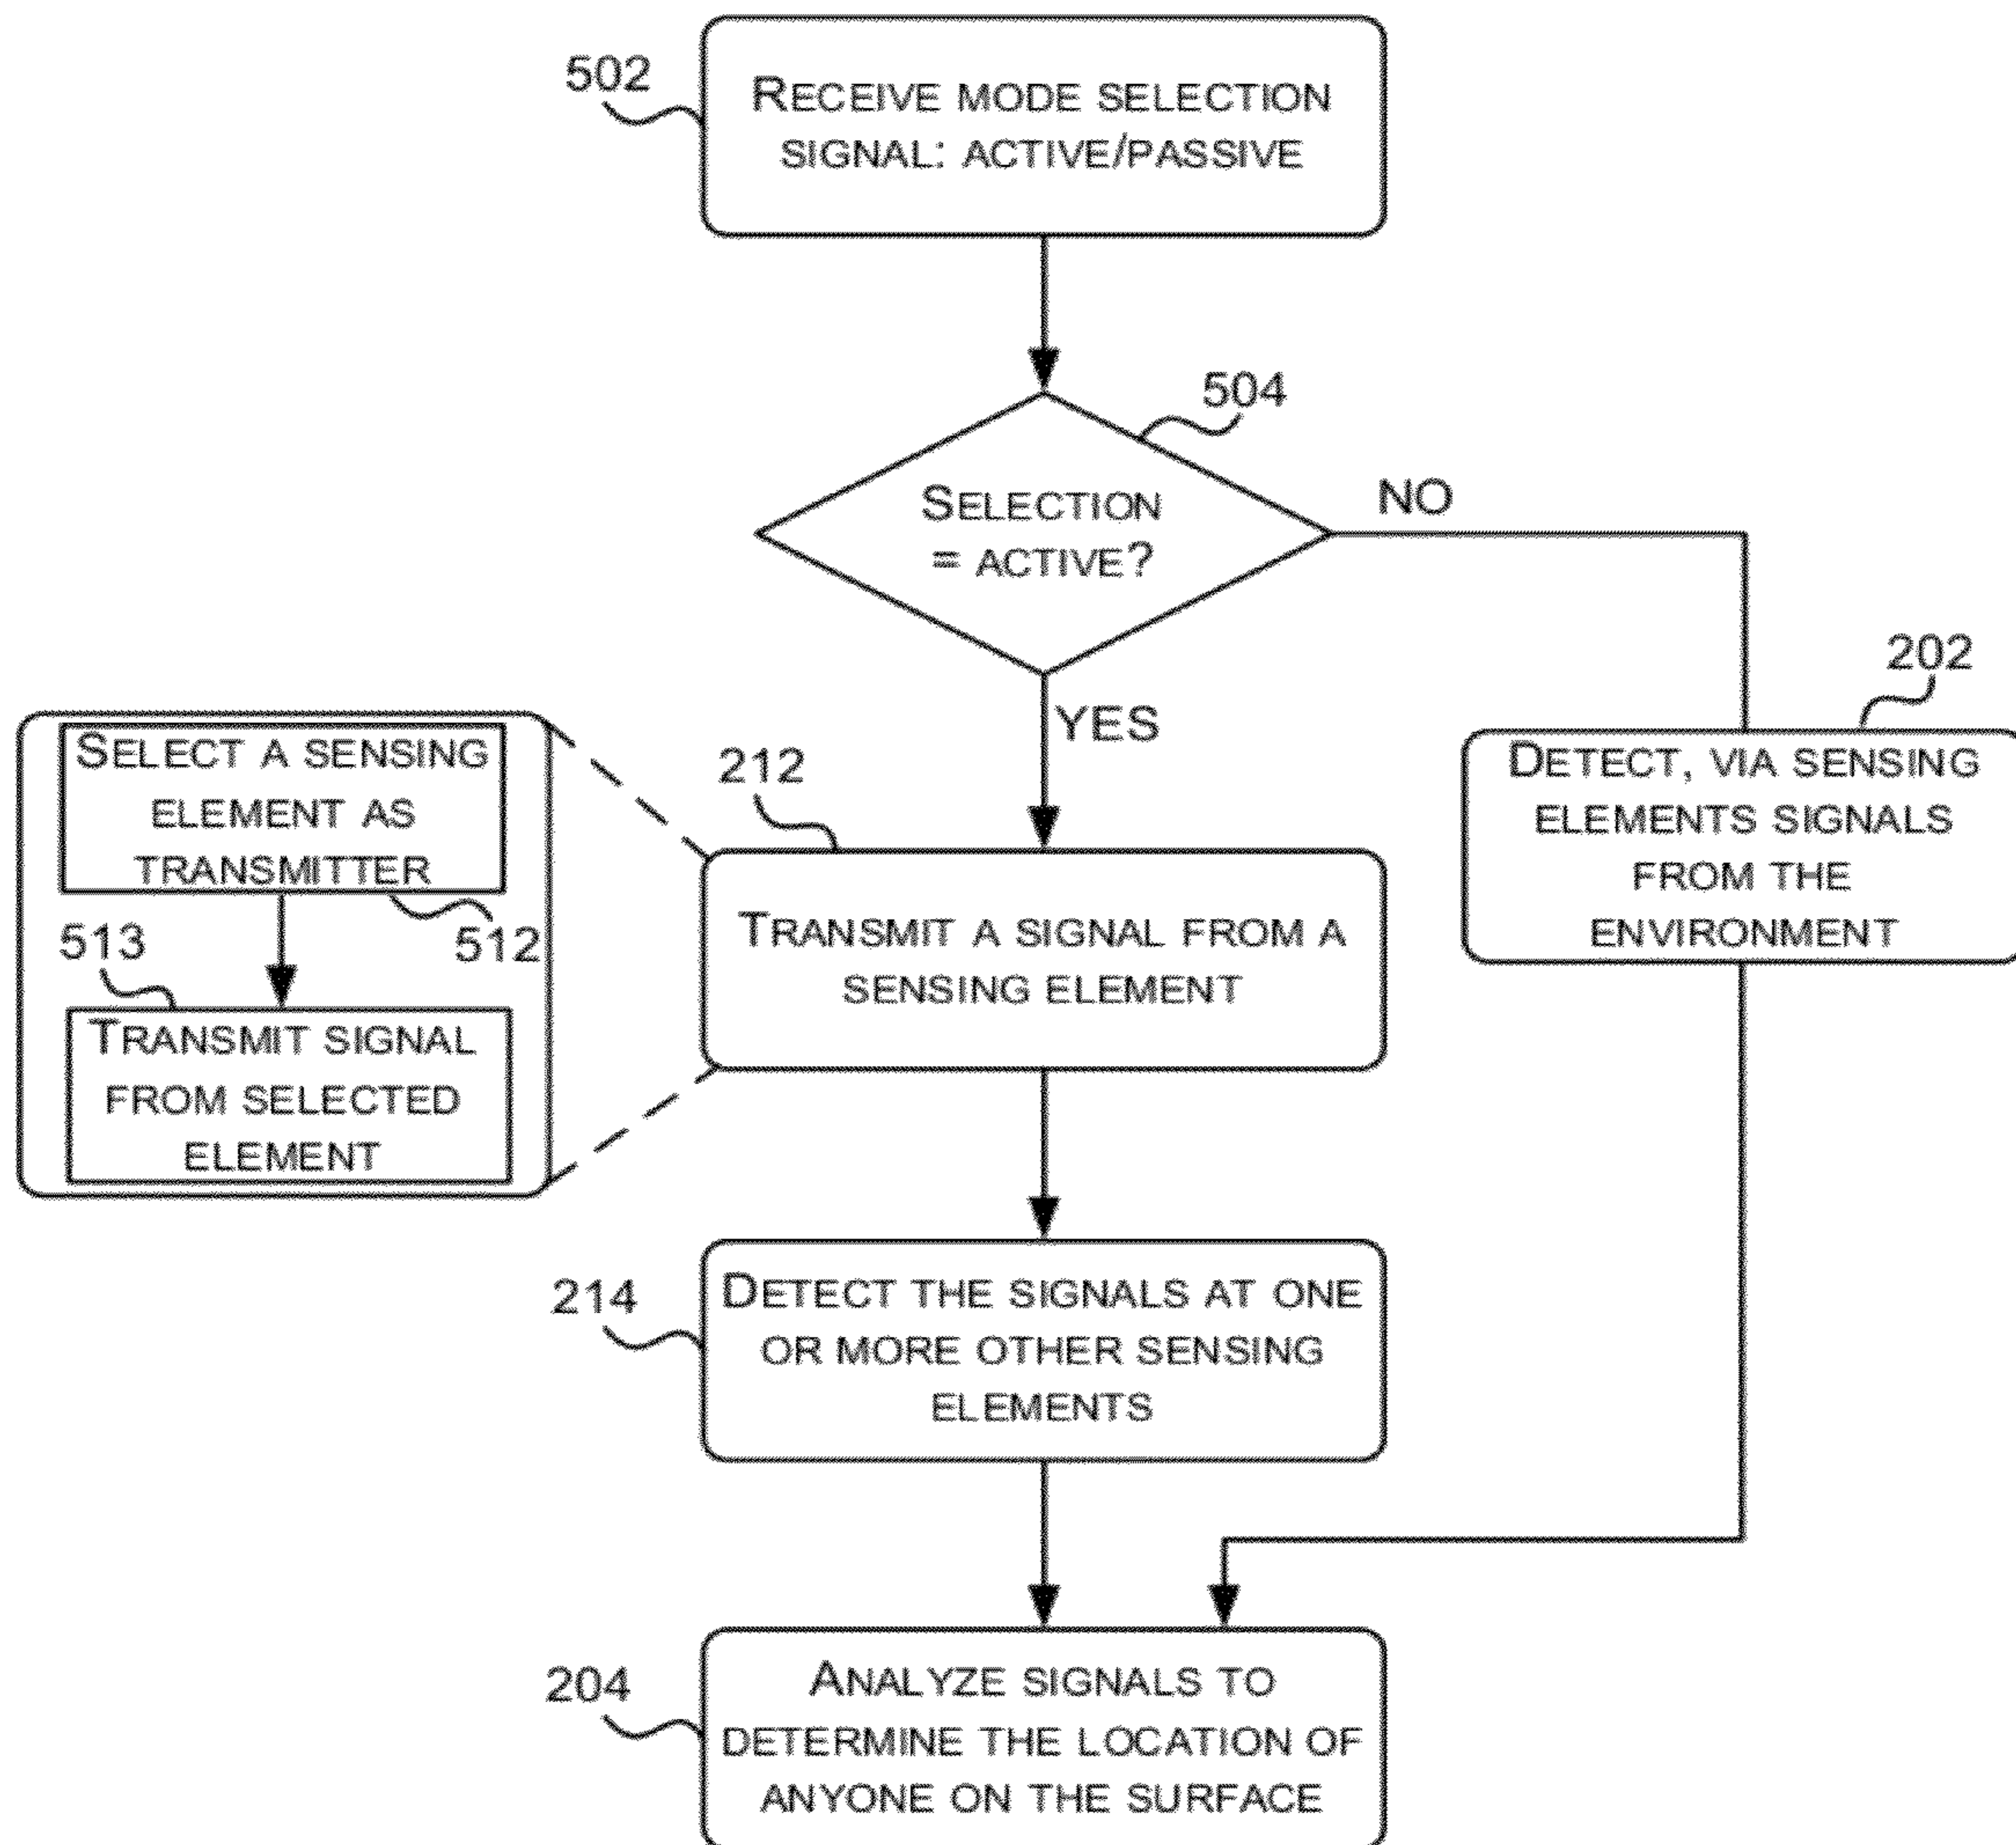 502
RECEIVE MODE SELECTION
SIGNAL: ACTIVE/PASSIVE
504
SELECTION
= ACTIVE?
NO
YES
202
DETECT, VIA SENSING
ELEMENTS SIGNALS
FROM THE
ENVIRONMENT
SELECT A SENSING
ELEMENT AS
TRANSMITTER
512
513
TRANSMIT SIGNAL
FROM SELECTED
ELEMENT
212
TRANSMIT A SIGNAL FROM A
SENSING ELEMENT
214
DETECT THE SIGNALS AT ONE
OR MORE OTHER SENSING
ELEMENTS
204
ANALYZE SIGNALS TO
DETERMINE THE LOCATION OF
ANYONE ON THE SURFACE